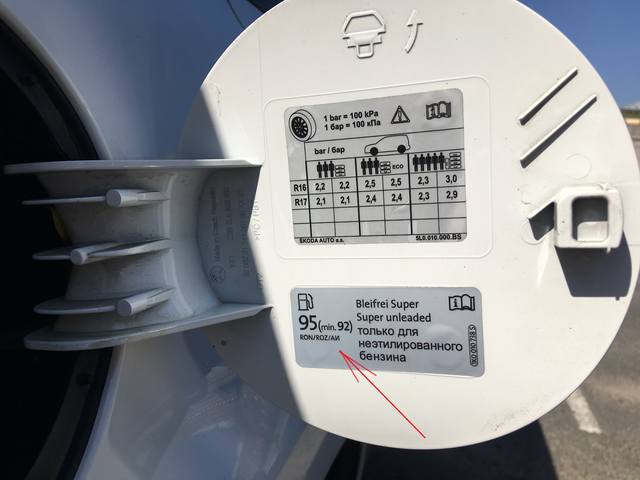 1 bar = 100 kPa
1 бар = 100 кПа
bar / бар
ECO
R16 2,2 2,2 2,5 2,5 2,3 3,0
R17 2,1 2,1 2,4 2,4 2,3 2,9
ŠKODA AUTO a.s. 5L0.010.000.BS
95 (min. 92)
RON/ROZ/АИ
Bleifrei Super
Super unleaded
только для
неэтилированного
бензина